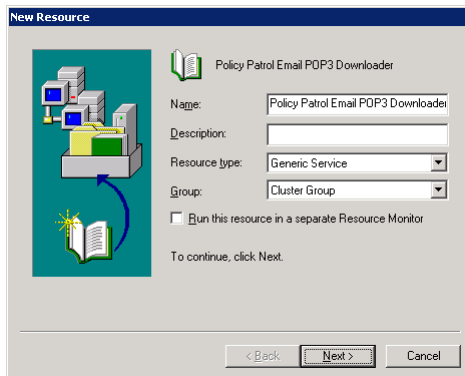 New Resource
Policy Patrol Email POP3 Downloader
Name: Policy Patrol Email POP3 Downloader
Description:
Resource type: Generic Service
Group: Cluster Group
Run this resource in a separate Resource Monitor
To continue, click Next.
< Back Next > Cancel